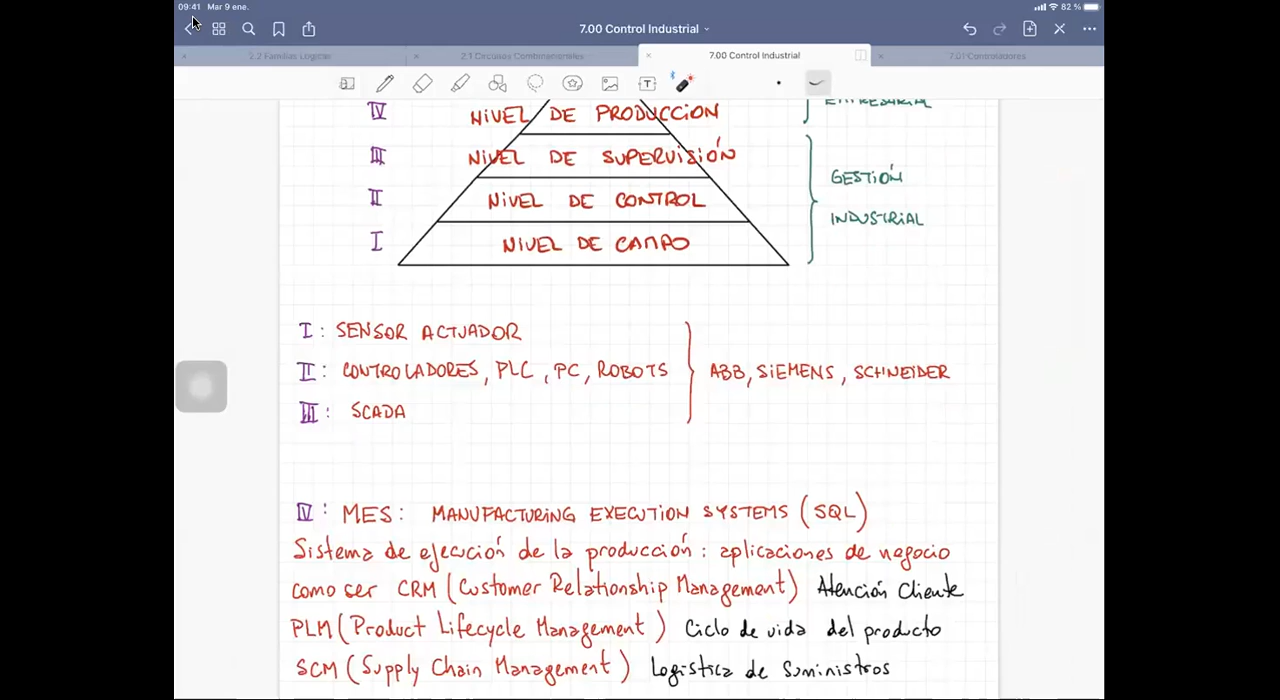 09:41 Mar 9 ene. 82 %
7.00 Control Industrial
2.2 Familias Logicas 2.1 Circuitos Combinacionales 7.00 Control Industrial 7.01 Controladores
IV NIVEL DE PRODUCCION EMPRESARIAL
III NIVEL DE SUPERVISIÓN
GESTIÓN
II NIVEL DE CONTROL
INDUSTRIAL
I NIVEL DE CAMPO
I: SENSOR ACTUADOR
II: CONTROLADORES, PLC, PC, ROBOTS ABB, SIEMENS, SCHNEIDER
III: SCADA
IV: MES: MANUFACTURING EXECUTION SYSTEMS (SQL)
Sistema de ejecución de la producción: aplicaciones de negocio
como ser CRM (Customer Relationship Management) Atención Cliente
PLM (Product Lifecycle Management) Ciclo de vida del producto
SCM (Supply Chain Management) Logística de Suministros